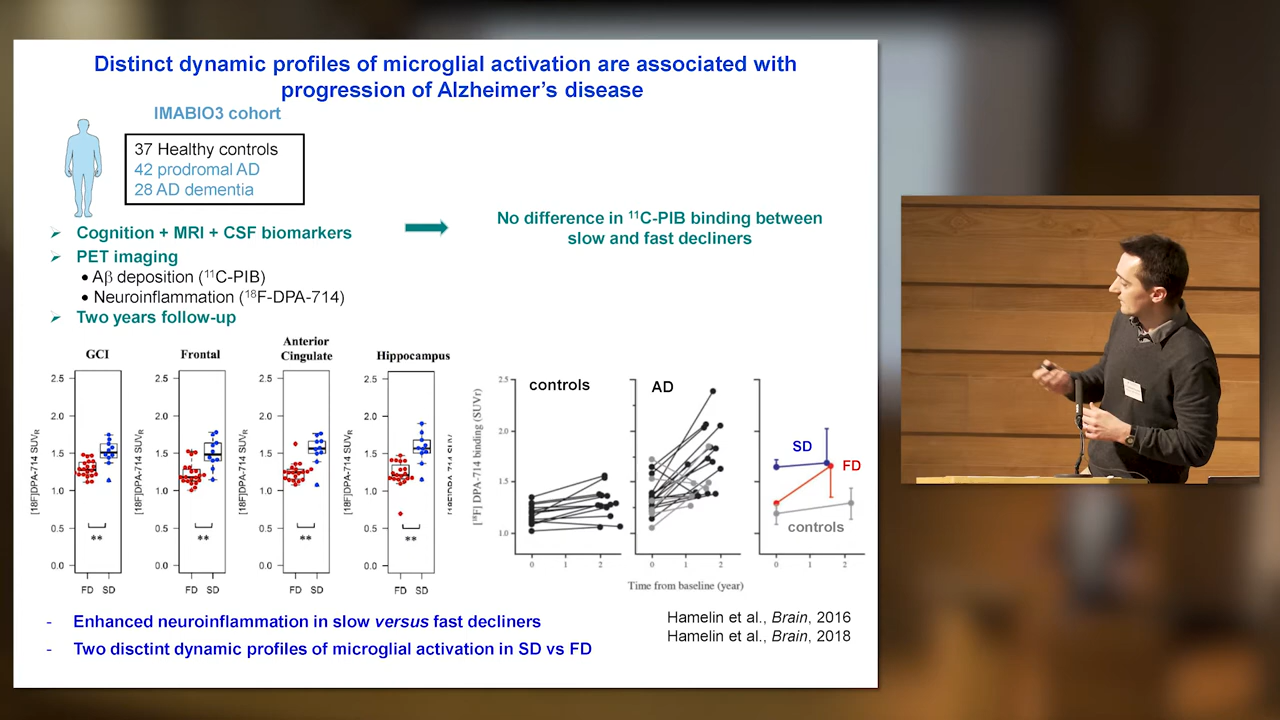 Distinct dynamic profiles of microglial activation are associated with
progression of Alzheimer's disease
IMABIO3 cohort
37 Healthy controls
42 prodromal AD
28 AD dementia
➢ Cognition + MRI + CSF biomarkers
➢ PET imaging
• Aβ deposition (¹¹C-PIB)
• Neuroinflammation (¹⁸F-DPA-714)
➢ Two years follow-up
No difference in ¹¹C-PIB binding between
slow and fast decliners
GCI
[18F]DPA-714 SUVR
2.5
2.0
1.5
1.0
0.5
0.0
**
FD SD
Frontal
[18F]DPA-714 SUVR
2.5
2.0
1.5
1.0
0.5
0.0
**
FD SD
Anterior
Cingulate
[18F]DPA-714 SUVR
2.5
2.0
1.5
1.0
0.5
0.0
**
FD SD
Hippocampus
[18F]DPA-714 SUVR
2.5
2.0
1.5
1.0
0.5
0.0
**
FD SD
[¹⁸F] DPA-714 binding (SUVr)
2.5
2.0
1.5
1.0
controls
0 1 2
AD
0 1 2
SD
FD
controls
0 1 2
Time from baseline (year)
- Enhanced neuroinflammation in slow versus fast decliners
- Two disctint dynamic profiles of microglial activation in SD vs FD
Hamelin et al., Brain, 2016
Hamelin et al., Brain, 2018